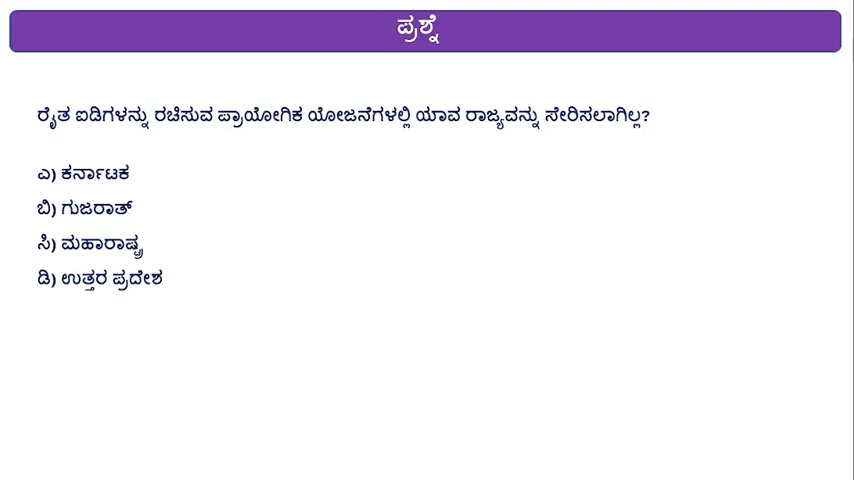 ಪ್ರಶ್ನೆ
ರೈತ ಐಡಿಗಳನ್ನು ರಚಿಸುವ ಪ್ರಾಯೋಗಿಕ ಯೋಜನೆಗಳಲ್ಲಿ ಯಾವ ರಾಜ್ಯವನ್ನು ಸೇರಿಸಲಾಗಿಲ್ಲ?
ಎ) ಕರ್ನಾಟಕ
ಬಿ) ಗುಜರಾತ್
ಸಿ) ಮಹಾರಾಷ್ಟ್ರ
ಡಿ) ಉತ್ತರ ಪ್ರದೇಶ